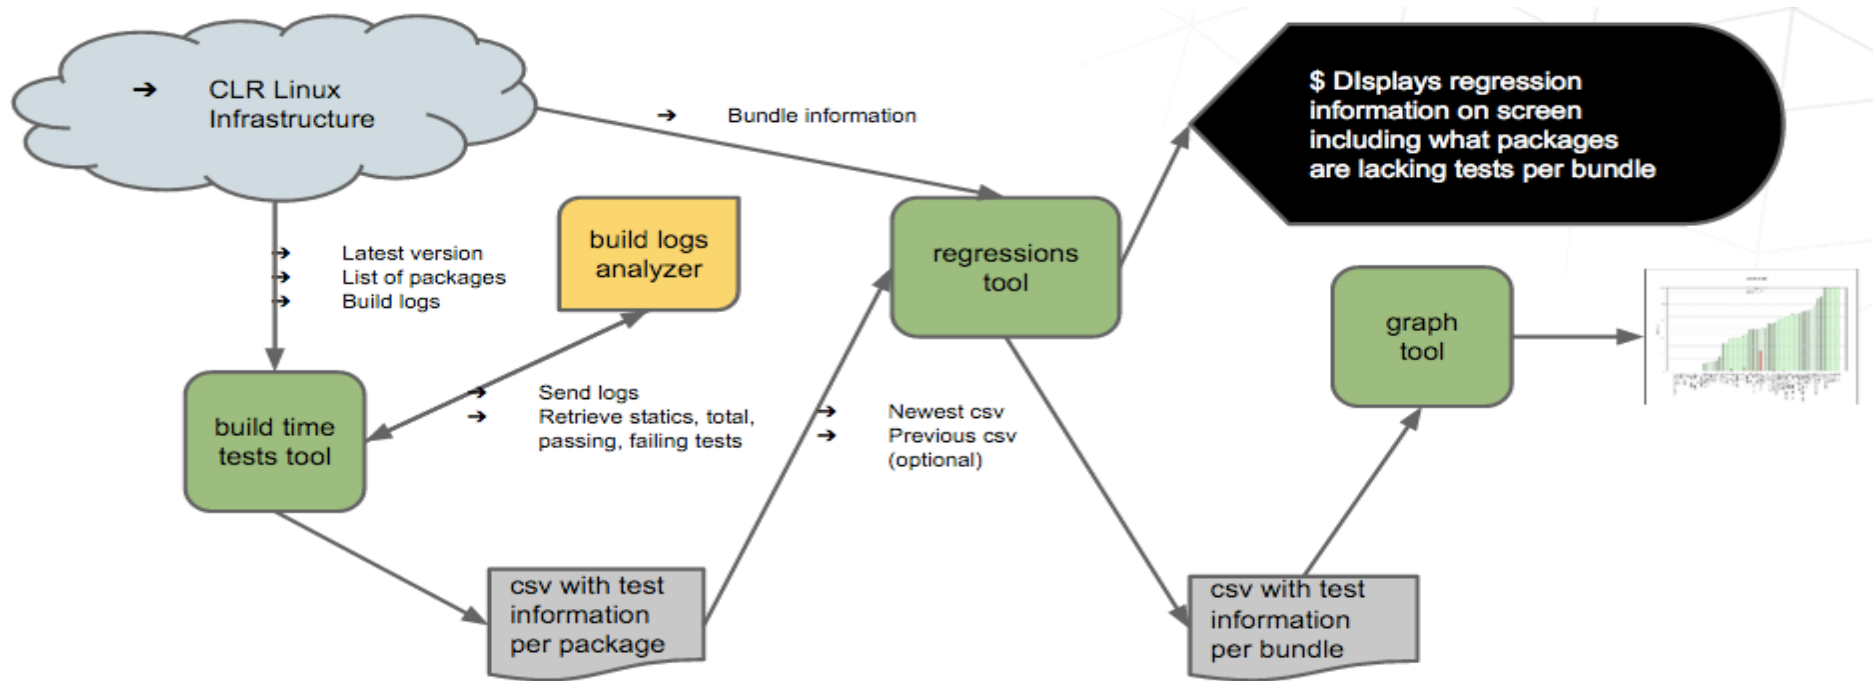 ➔ CLR Linux
Infrastructure
➔ Bundle information
$ DIsplays regression
information on screen
including what packages
are lacking tests per bundle
➔ Latest version
➔ List of packages
➔ Build logs
build logs
analyzer
regressions
tool
graph
tool
build time
tests tool
➔ Send logs
➔ Retrieve statics, total,
passing, failing tests
➔ Newest csv
➔ Previous csv
(optional)
csv with test
information
per package
csv with test
information
per bundle